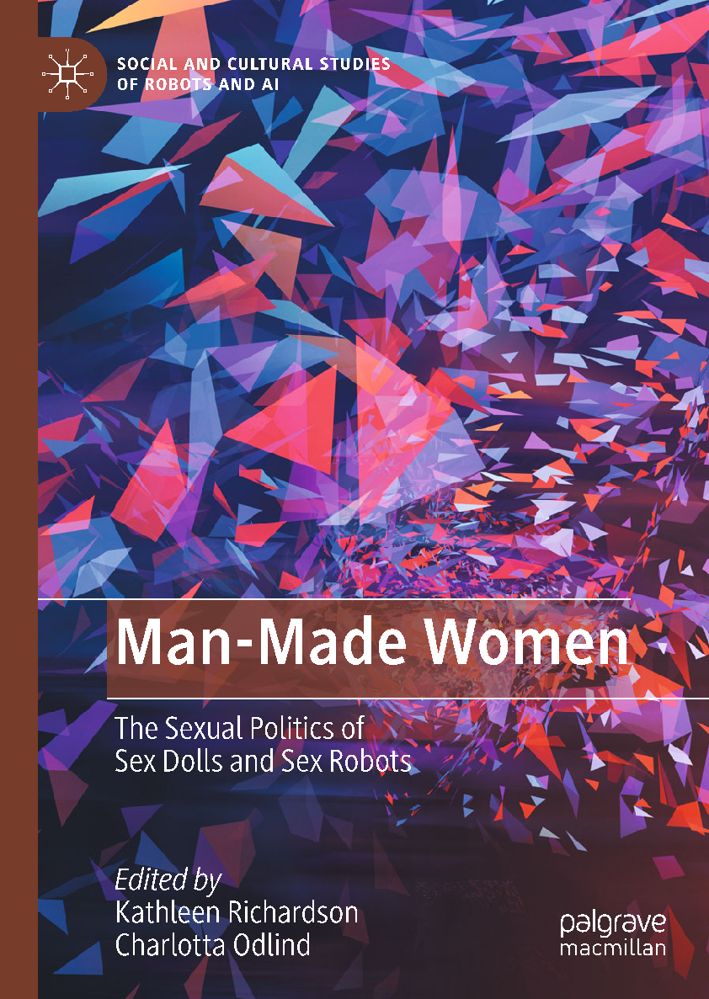 SOCIAL AND CULTURAL STUDIES
OF ROBOTS AND AI
Man-Made Women
The Sexual Politics of
Sex Dolls and Sex Robots
Edited by
Kathleen Richardson
Charlotta Odlind
palgrave
macmillan